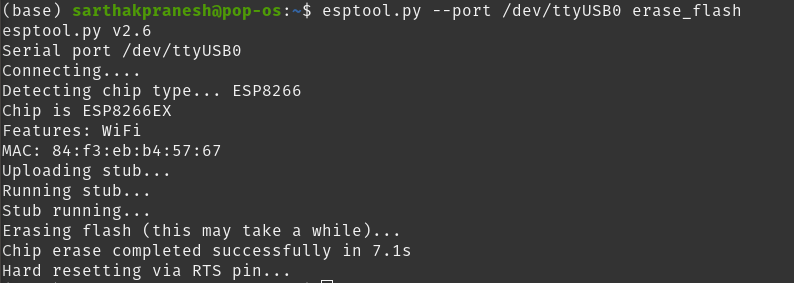 (base) sarthakpranesh@pop-os:~$ esptool.py --port /dev/ttyUSB0 erase_flash
esptool.py v2.6
Serial port /dev/ttyUSB0
Connecting....
Detecting chip type... ESP8266
Chip is ESP8266EX
Features: WiFi
MAC: 84:f3:eb:b4:57:67
Uploading stub...
Running stub...
Stub running...
Erasing flash (this may take a while)...
Chip erase completed successfully in 7.1s
Hard resetting via RTS pin...